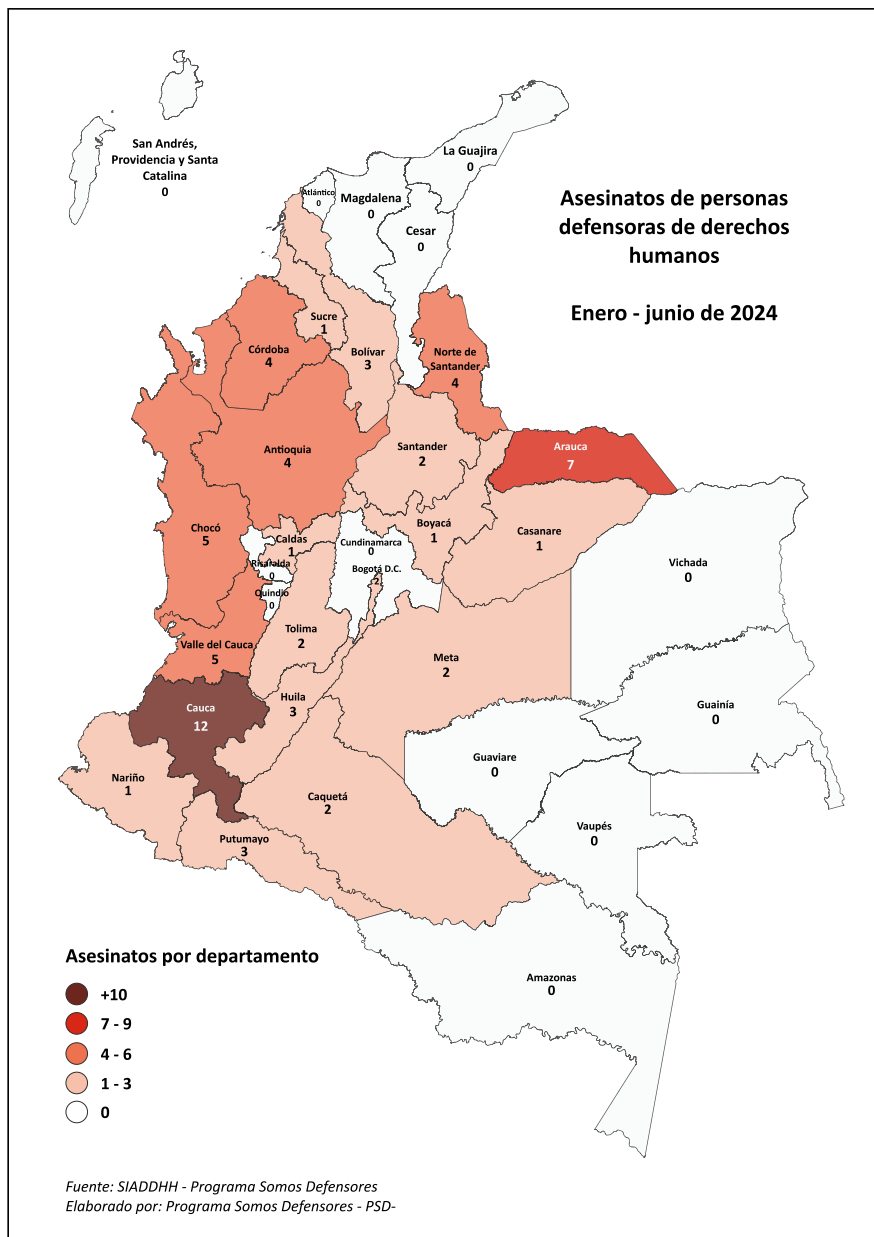 San Andrés,
Providencia y Santa
Catalina
0
La Guajira
0
Atlántico
0
Magdalena
0
Cesar
0
Asesinatos de personas
defensoras de derechos
humanos
Enero - junio de 2024
Sucre
1
Córdoba
4
Bolívar
3
Norte de
Santander
4
Antioquia
4
Santander
2
Arauca
7
Chocó
5
Caldas
1
Cundinamarca
0
Boyacá
1
Casanare
1
Risaralda
0
Bogotá D.C.
2
Vichada
0
Quindio
0
Tolima
2
Valle del Cauca
5
Meta
2
Huila
3
Cauca
12
Guainía
0
Guaviare
0
Nariño
1
Caquetá
2
Vaupés
0
Putumayo
3
Amazonas
0
Asesinatos por departamento
+10
7 - 9
4 - 6
1 - 3
0
Fuente: SIADDHH - Programa Somos Defensores
Elaborado por: Programa Somos Defensores - PSD-